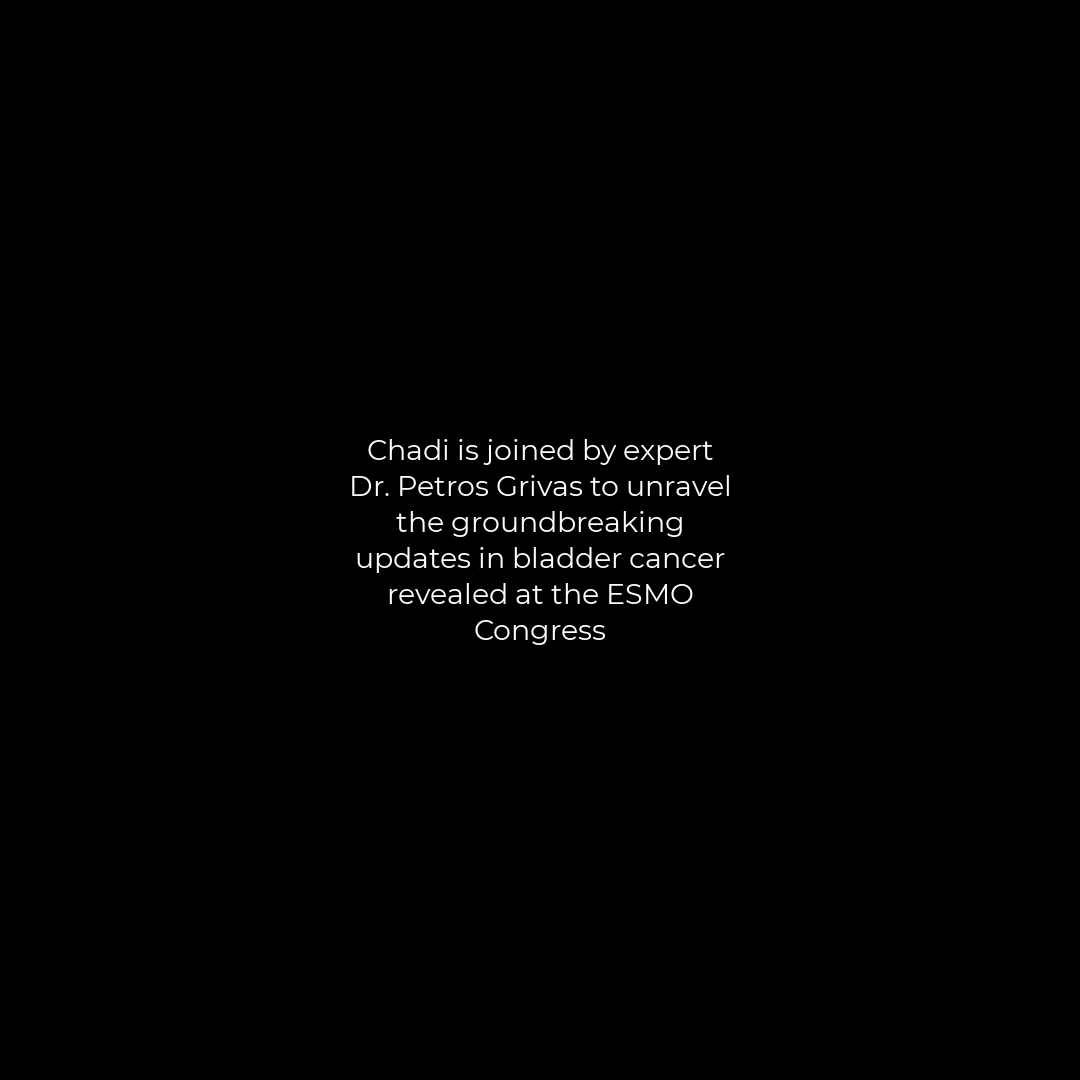 Chadi is joined by expert
Dr. Petros Grivas to unravel
the groundbreaking
updates in bladder cancer
revealed at the ESMO
Congress